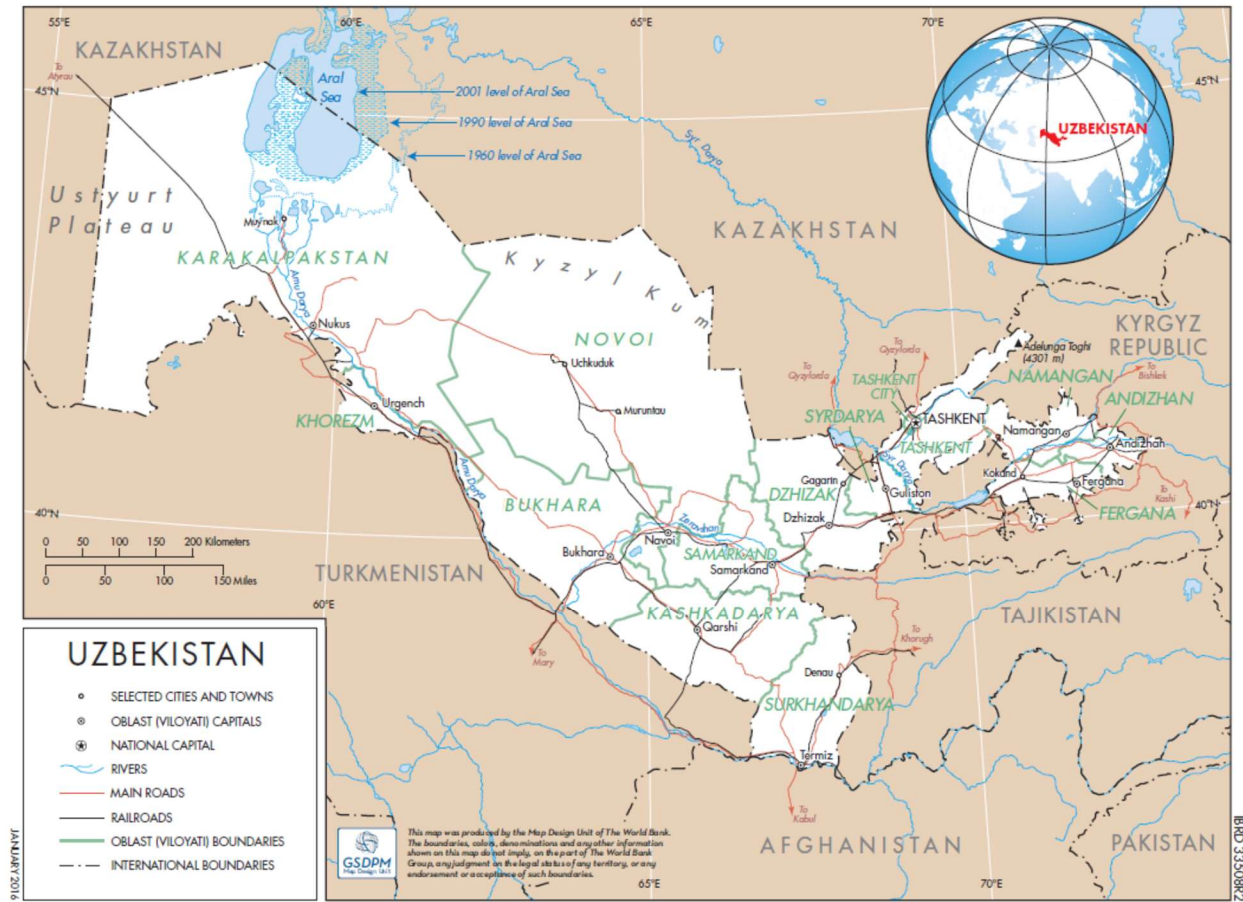 55°E
60°E
65°E
70°E
KAZAKHSTAN
To
Atyrau
45°N
45°N
Aral
Sea
2001 level of Aral Sea
1990 level of Aral Sea
1960 level of Aral Sea
Syr Darya
UZBEKISTAN
Ustyurt
Plateau
Muynak
KARAKALPAKSTAN
Amu Darya
KAZAKHSTAN
Kyzyl Kum
Nukus
NOVOI
Uchkuduk
Muruntau
KYRGYZ
REPUBLIC
Adelunga Toghi
(4301 m)
To
Qyzylorda
To
Qyzylorda
To
Bishkek
TASHKENT
CITY
NAMANGAN
ANDIZHAN
SYRDARYA
TASHKENT
TASHKENT
Namangan
Andizhan
KHOREZM
Urgench
Amu Darya
Syr Darya
Kokand
Gagarin
Guliston
Fergana
To
Kashi
DZHIZAK
Dzhizak
FERGANA
40°N
40°N
BUKHARA
Zeravshan
Navoi
SAMARKAND
Samarkand
Bukhara
0 50 100 150 200 Kilometers
0 50 100 150 Miles
TURKMENISTAN
60°E
KASHKADARYA
Qarshi
TAJIKISTAN
To
Khorugh
To
Mary
Denau
SURKHANDARYA
Termiz
To
Kabul
AFGHANISTAN
PAKISTAN
65°E
70°E
UZBEKISTAN
SELECTED CITIES AND TOWNS
OBLAST (VILOYATI) CAPITALS
NATIONAL CAPITAL
RIVERS
MAIN ROADS
RAILROADS
OBLAST (VILOYATI) BOUNDARIES
INTERNATIONAL BOUNDARIES
GSDPM
Map Design Unit
This map was produced by the Map Design Unit of The World Bank.
The boundaries, colors, denominations and any other information
shown on this map do not imply, on the part of The World Bank
Group, any judgment on the legal status of any territory, or any
endorsement or acceptance of such boundaries.
JANUARY 2016
IBRD 33508R2